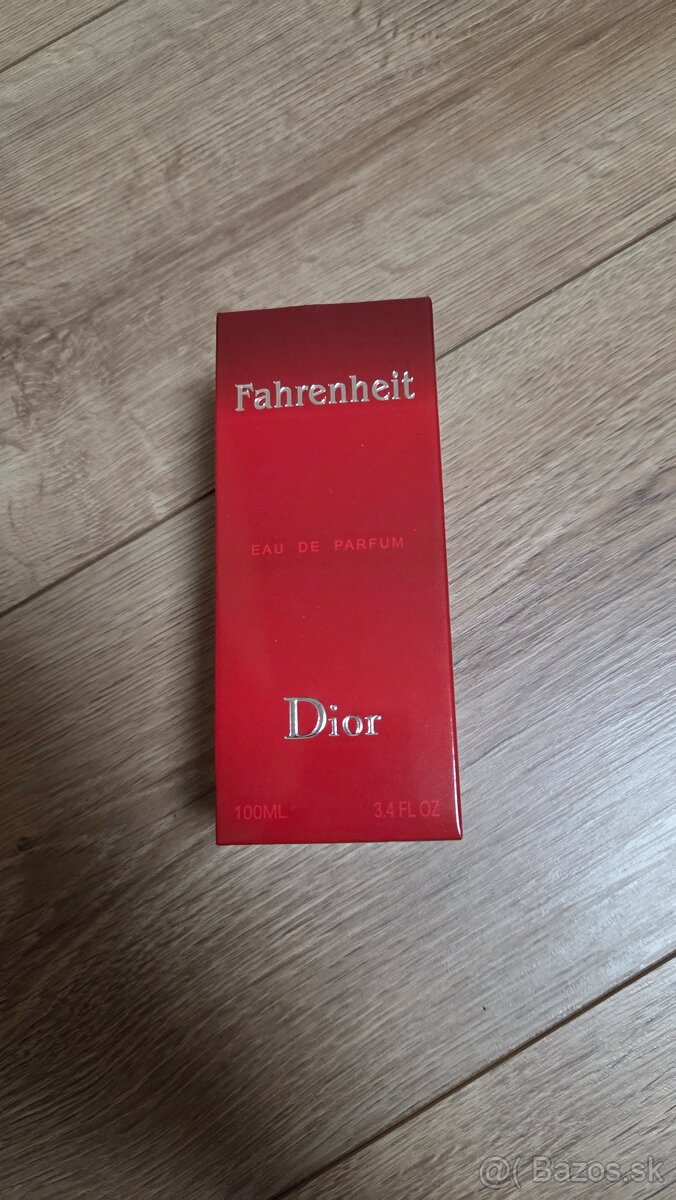 Fahrenheit
EAU DE PARFUM
Dior
100ML 3.4 FL OZ
@( Bazos.sk